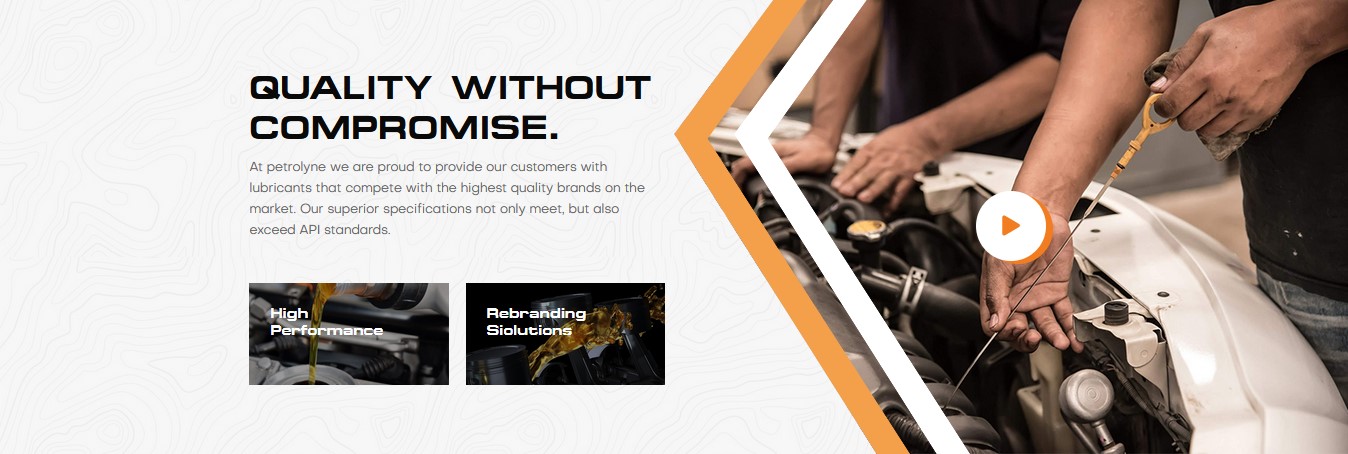 QUALITY WITHOUT
COMPROMISE.
At petrolyne we are proud to provide our customers with
lubricants that compete with the highest quality brands on the
market. Our superior specifications not only meet, but also
exceed API standards.
High
Performance
Rebranding
Siolutions